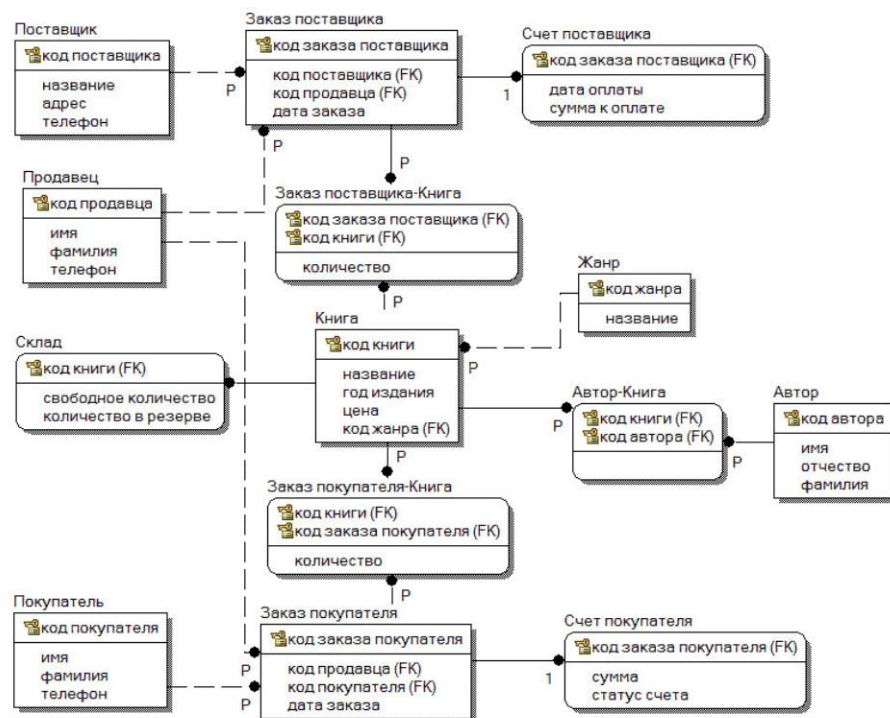 Поставщик
код поставщика
название
адрес
телефон
Заказ поставщика
код заказа поставщика
код поставщика (FK)
код продавца (FK)
дата заказа
Счет поставщика
код заказа поставщика (FK)
дата оплаты
сумма к оплате
P
1
P
P
Продавец
код продавца
имя
фамилия
телефон
Заказ поставщика-Книга
код заказа поставщика (FK)
код книги (FK)
количество
P
Жанр
код жанра
название
Склад
код книги (FK)
свободное количество
количество в резерве
Книга
код книги
название
год издания
цена
код жанра (FK)
P
P
Автор-Книга
код книги (FK)
код автора (FK)
P
Автор
код автора
имя
отчество
фамилия
P
Заказ покупателя-Книга
код книги (FK)
код заказа покупателя (FK)
количество
P
Покупатель
код покупателя
имя
фамилия
телефон
Заказ покупателя
код заказа покупателя
код продавца (FK)
код покупателя (FK)
дата заказа
P
P
1
Счет покупателя
код заказа покупателя (FK)
сумма
статус счета